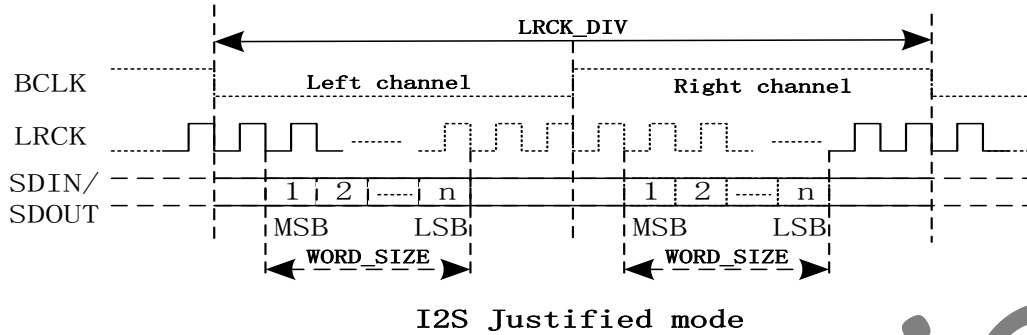 LRCK_DIV
BCLK Left channel Right channel
LRCK
SDIN/ 1 2 n 1 2 n
SDOUT MSB LSB MSB LSB
WORD_SIZE WORD_SIZE
I2S Justified mode